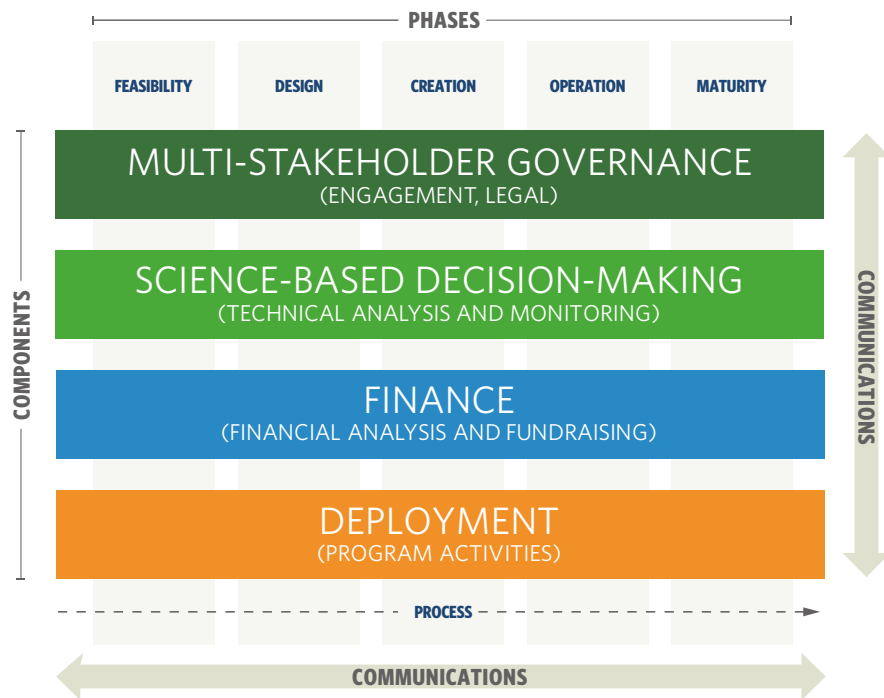 PHASES
FEASIBILITY
DESIGN
CREATION
OPERATION
MATURITY
COMPONENTS
MULTI-STAKEHOLDER GOVERNANCE
(ENGAGEMENT, LEGAL)
SCIENCE-BASED DECISION-MAKING
(TECHNICAL ANALYSIS AND MONITORING)
FINANCE
(FINANCIAL ANALYSIS AND FUNDRAISING)
DEPLOYMENT
(PROGRAM ACTIVITIES)
COMMUNICATIONS
PROCESS
COMMUNICATIONS